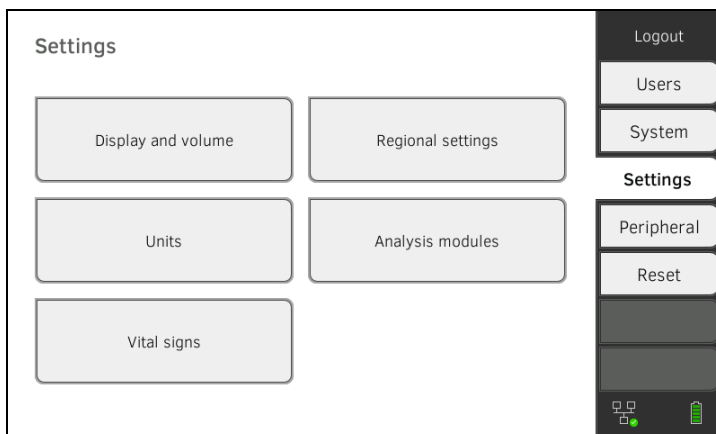 Settings
Display and volume
Regional settings
Units
Analysis modules
Vital signs
Logout
Users
System
Settings
Peripheral
Reset